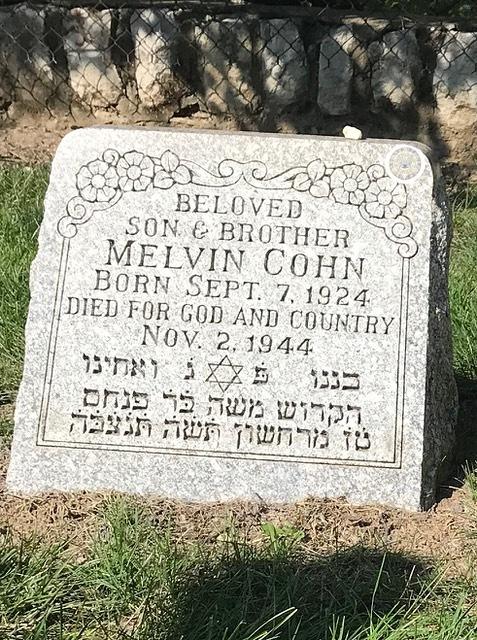 BELOVED
SON & BROTHER
MELVIN COHN
BORN SEPT. 7, 1924
DIED FOR GOD AND COUNTRY
NOV. 2, 1944
בננו פ נ ואחינו
הקדוש משה בר פנחס
טז מרחשון תשה תנצבה